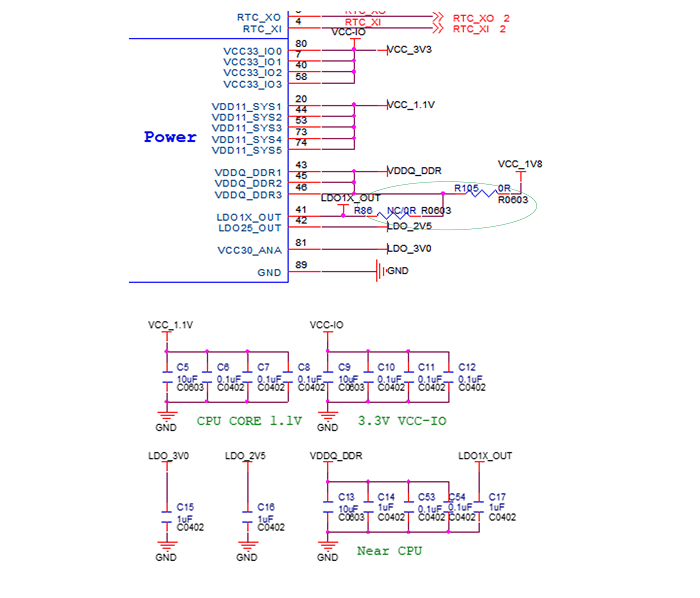 RTC_XO 5 RTC_XO RTC_XO 2
RTC_XI 4 RTC_XI RTC_XI 2
VCC-IO
VCC33_IO0 80 VCC_3V3
VCC33_IO1 7
VCC33_IO2 40
VCC33_IO3 58
VDD11_SYS1 20 VCC_1.1V
VDD11_SYS2 44
VDD11_SYS3 53
VDD11_SYS4 73
VDD11_SYS5 74
Power
VCC_1V8
VDDQ_DDR1 43 VDDQ_DDR
VDDQ_DDR2 45
VDDQ_DDR3 46
R105 0R
R0603
LDO1X_OUT
LDO1X_OUT 41 R86 NC/0R R0603
LDO25_OUT 42 LDO_2V5
VCC30_ANA 81 LDO_3V0
GND 89 GND
VCC_1.1V VCC-IO
C5 C6 C7 C8 C9 C10 C11 C12
10uF 0.1uF 0.1uF 0.1uF 10uF 0.1uF 0.1uF 0.1uF
C0603 C0402 C0402 C0402 C0603 C0402 C0402 C0402
GND CPU CORE 1.1V GND 3.3V VCC-IO
LDO_3V0 LDO_2V5 VDDQ_DDR LDO1X_OUT
C15 C16 C13 C14 C53 C54 C17
1uF 1uF 10uF 1uF 0.1uF 0.1uF 1uF
C0402 C0402 C0603 C0402 C0402 C0402 C0402
GND GND GND Near CPU